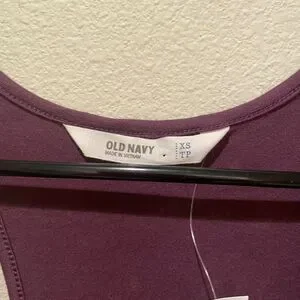 OLD NAVY
MADE IN VIETNAM
XS
TP